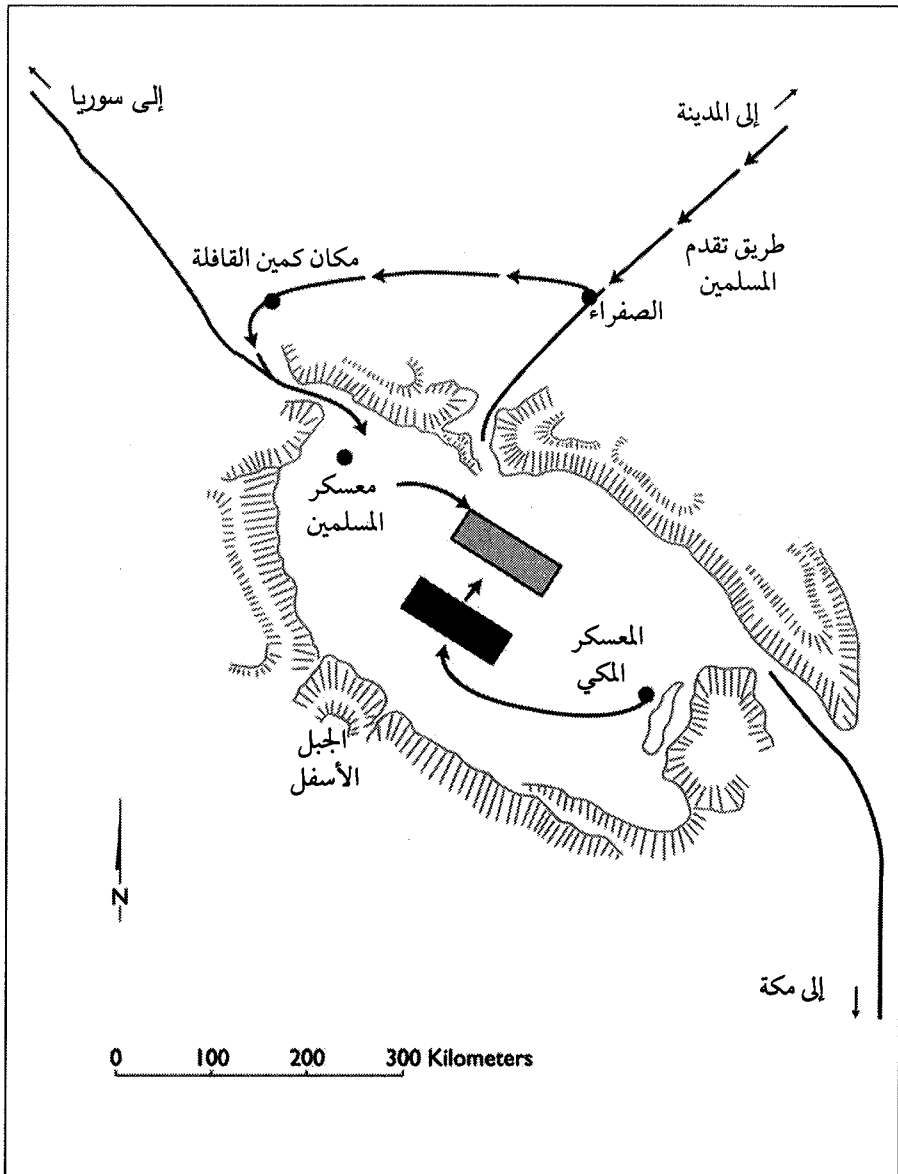 إلى سوريا
إلى المدينة
طريق تقدم
المسلمين
مكان كمين القافلة
الصفراء
معسكر
المسلمين
المعسكر
المكي
الجبل
الأسفل
N
إلى مكة
0 100 200 300 Kilometers